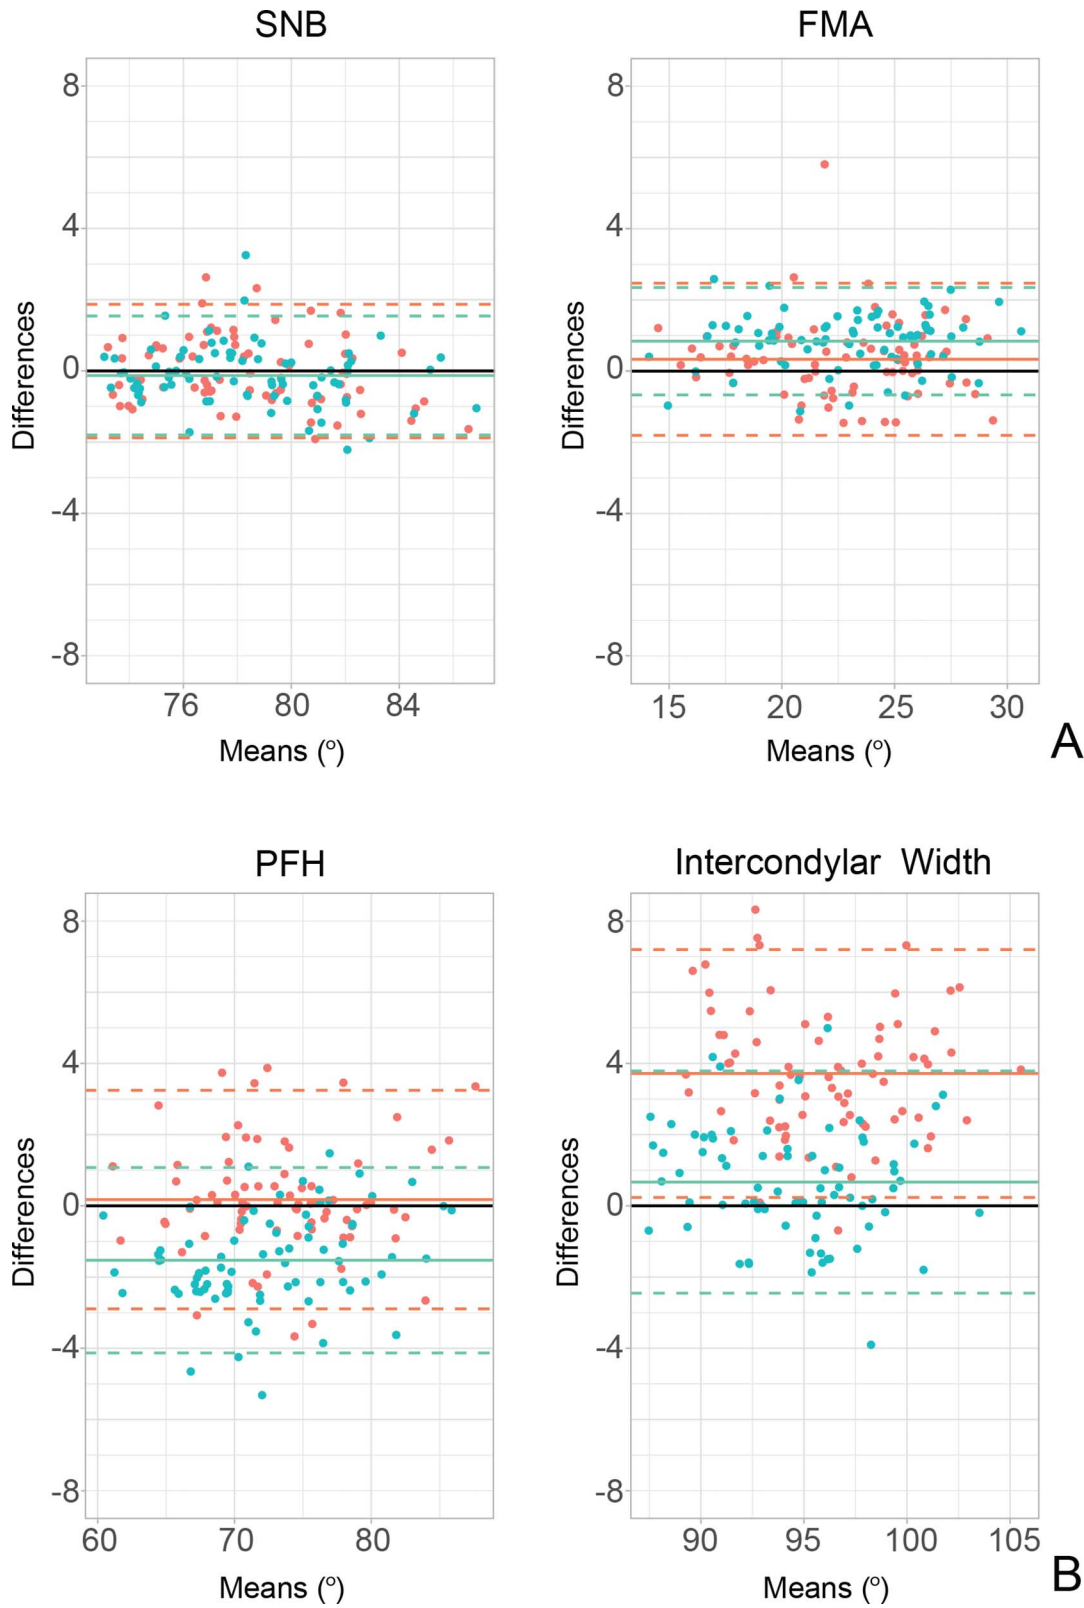 SNB
FMA
8
4
0
-4
-8
Differences
76 80 84
Means (°)
8
4
0
-4
-8
Differences
15 20 25 30
Means (°)
A
PFH
Intercondylar Width
8
4
0
-4
-8
Differences
60 70 80
Means (°)
8
4
0
-4
-8
Differences
90 95 100 105
Means (°)
B